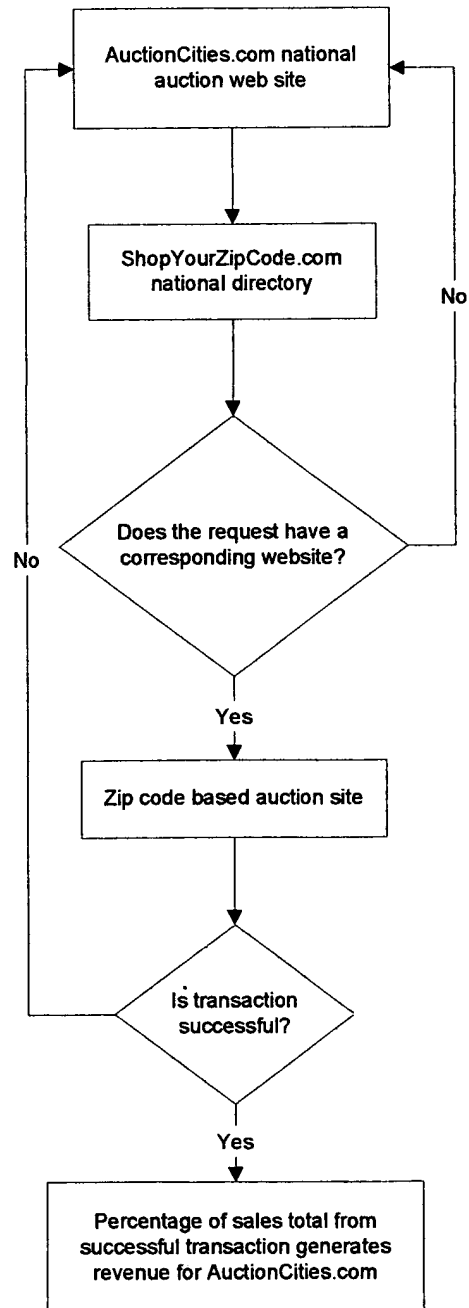 AuctionCities.com national
auction web site
ShopYourZipCode.com
national directory
No
Does the request have a
corresponding website?
No
Yes
Zip code based auction site
Is transaction
successful?
Yes
Percentage of sales total from
successful transaction generates
revenue for AuctionCities.com